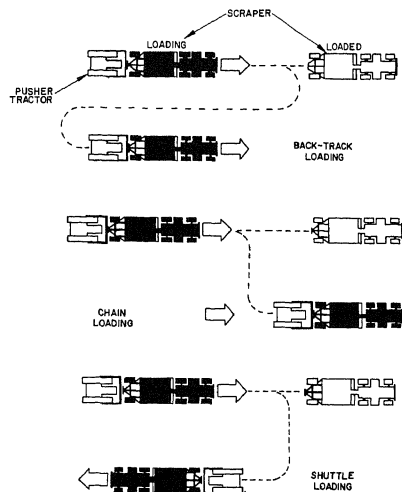 SCRAPER
LOADING
LOADED
PUSHER
TRACTOR
BACK-TRACK
LOADING
CHAIN
LOADING
SHUTTLE
LOADING